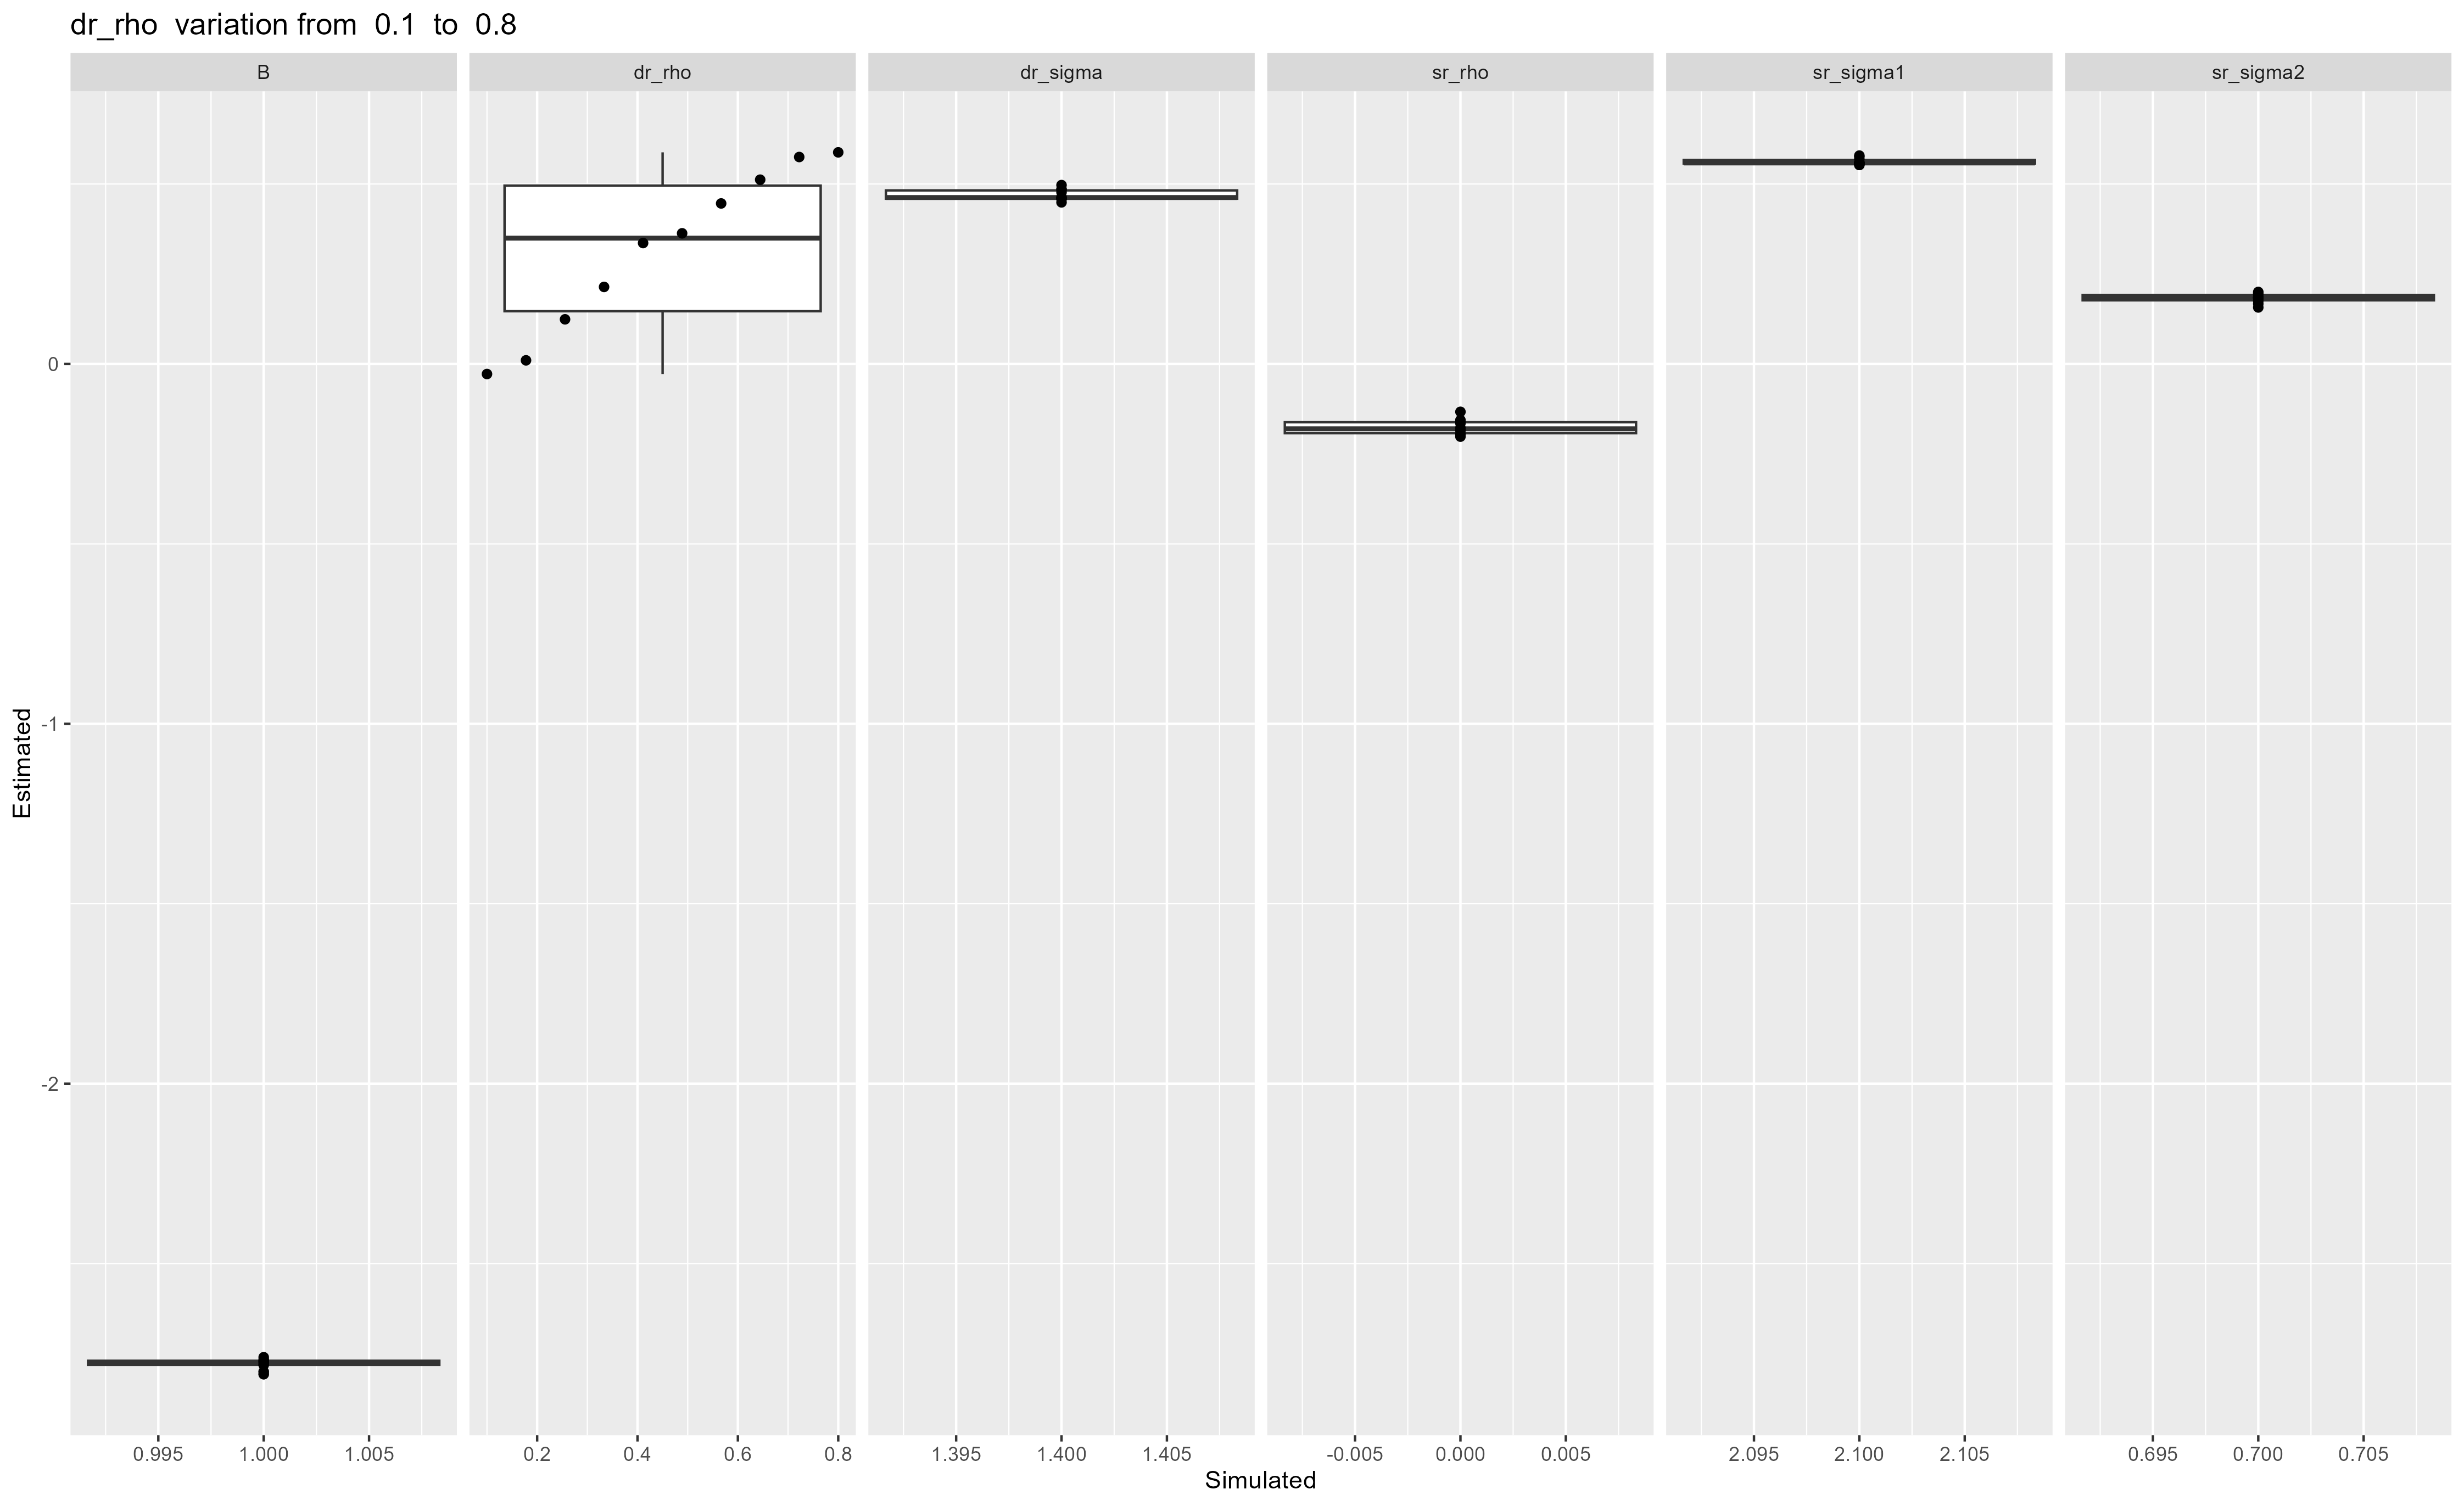 dr_rho  variation from  0.1  to  0.8
B dr_rho dr_sigma sr_rho sr_sigma1 sr_sigma2
0
-1
-2
Estimated
0.995 1.000 1.005 0.2 0.4 0.6 0.8 1.395 1.400 1.405 -0.005 0.000 0.005 2.095 2.100 2.105 0.695 0.700 0.705
Simulated